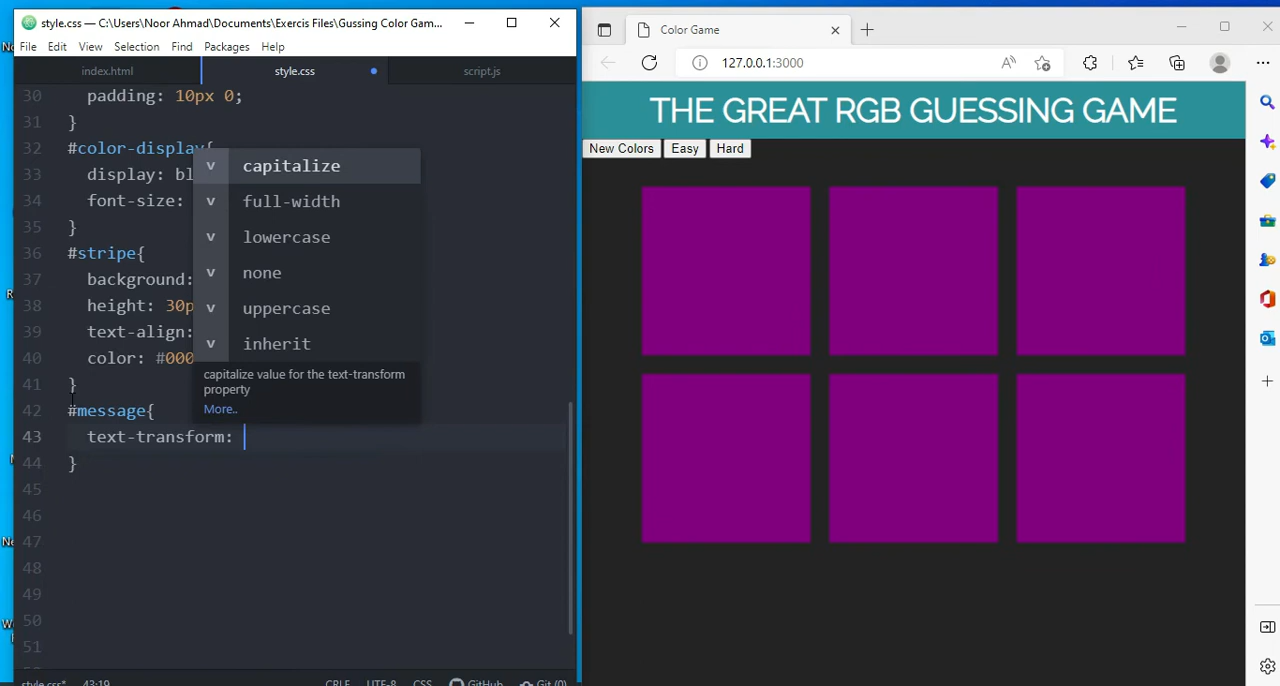 style.css — C:\Users\Noor Ahmad\Documents\Exercis Files\Gussing Color Gam...
File Edit View Selection Find Packages Help
index.html style.css script.js
30 padding: 10px 0;
31 }
32 #color-display{
33 display: bl
34 font-size:
35 }
36 #stripe{
37 background:
38 height: 30p
39 text-align:
40 color: #000
41 }
42 #message{
43 text-transform:
44 }
45
46
47
48
49
50
51
v capitalize
v full-width
v lowercase
v none
v uppercase
v inherit
capitalize value for the text-transform
property
More..
style.css* 43:19 CRLF UTF-8 CSS GitHub Git (0)
Color Game
127.0.0.1:3000
THE GREAT RGB GUESSING GAME
New Colors Easy Hard